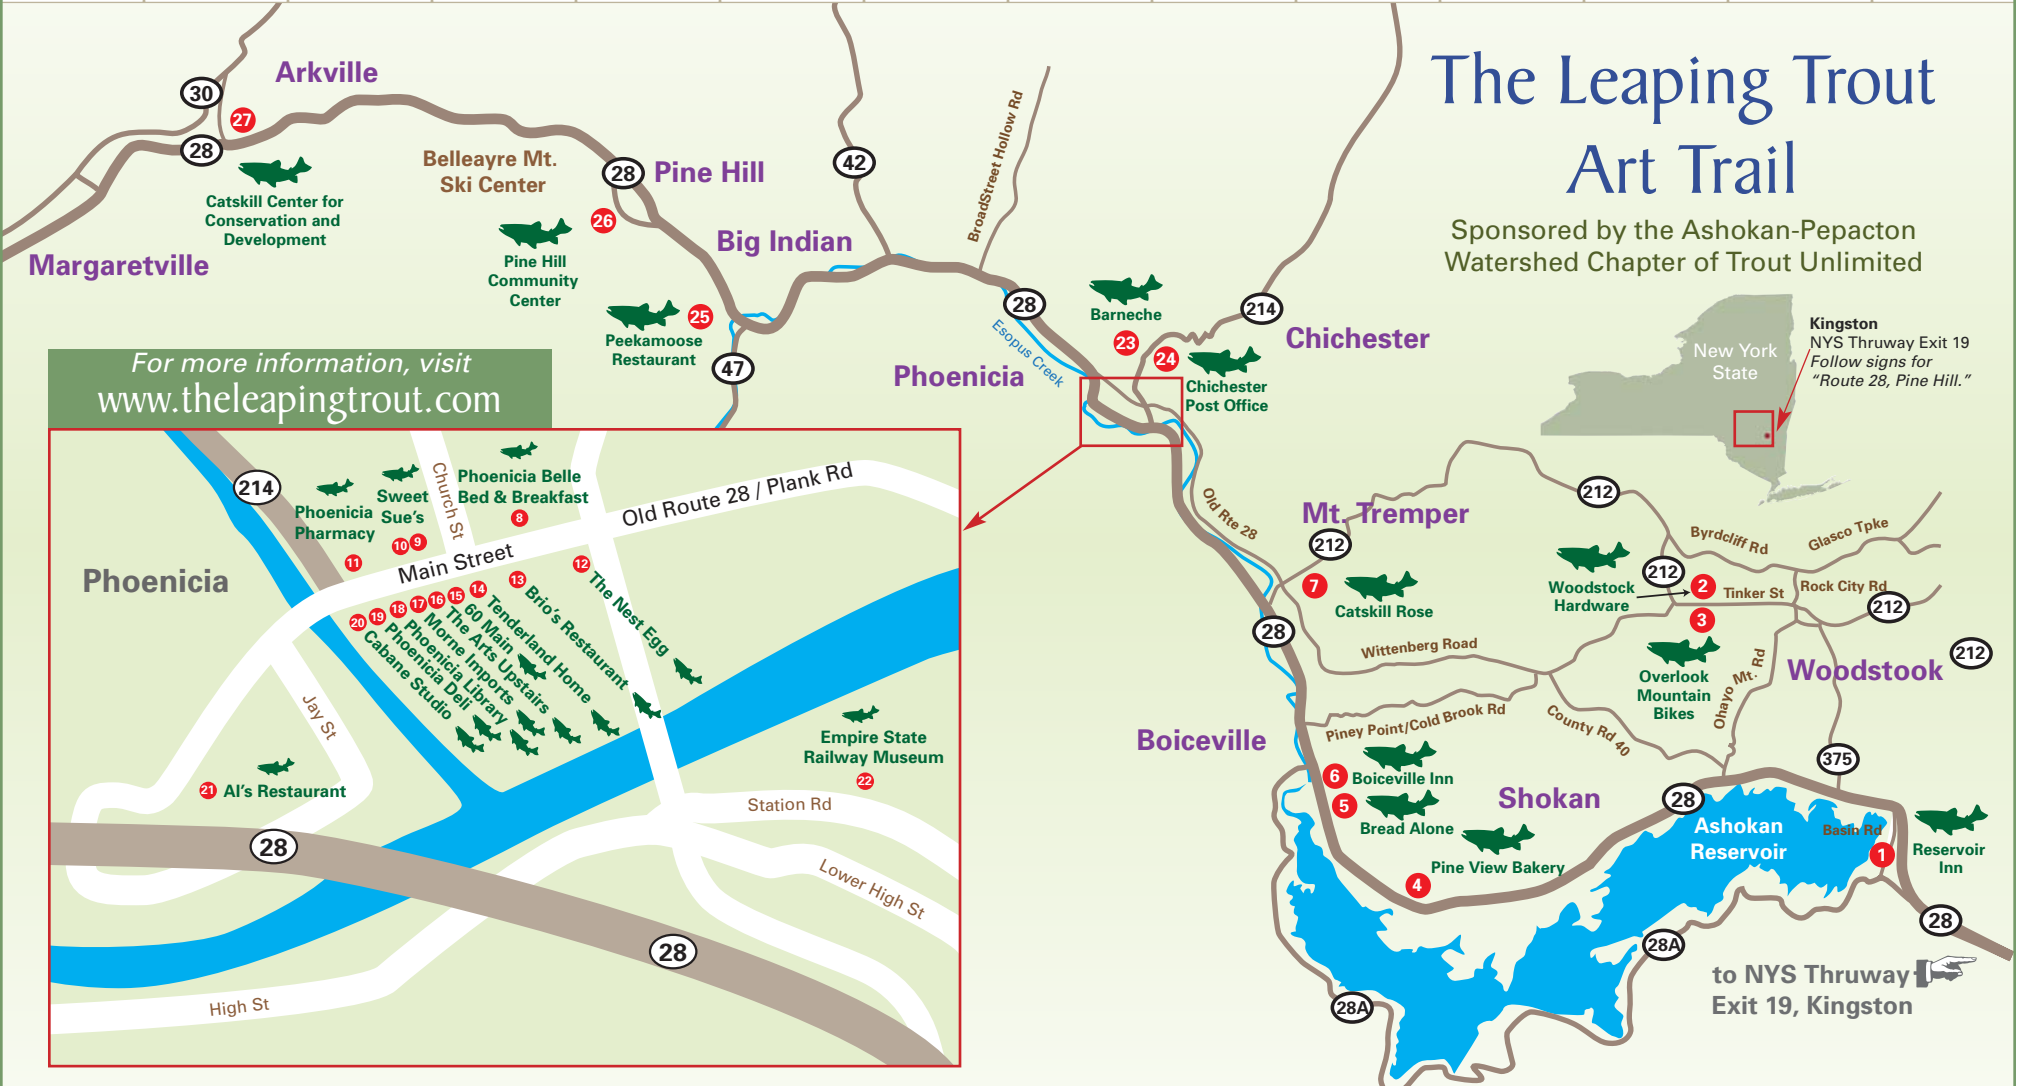 The Leaping Trout
Art Trail
Sponsored by the Ashokan-Pepacton
Watershed Chapter of Trout Unlimited
Kingston
NYS Thruway Exit 19
Follow signs for
“Route 28, Pine Hill.”
New York
State
Arkville
30
27
28
Catskill Center for
Conservation and
Development
Margaretville
Belleayre Mt.
Ski Center
28
Pine Hill
26
Pine Hill
Community
Center
Big Indian
42
BroadStreet Hollow Rd
25
Peekamoose
Restaurant
47
28
Esopus Creek
Barneche
23
214
Chichester
24
Chichester
Post Office
Phoenicia
For more information, visit
www.theleapingtrout.com
214
Phoenicia
Pharmacy
11
Sweet
Sue’s
10
9
Church St
Phoenicia Belle
Bed & Breakfast
8
Old Route 28 / Plank Rd
Main Street
Phoenicia
12
The Nest Egg
13
Brio’s Restaurant
14
Tenderland Home
15
60 Main
16
The Arts Upstairs
17
Morne Imports
18
Phoenicia Library
19
Phoenicia Deli
20
Cabane Studio
Jay St
21
Al’s Restaurant
Empire State
Railway Museum
22
Station Rd
Lower High St
28
28
High St
Old Rte 28
Mt. Tremper
212
7
Catskill Rose
28
212
Byrdcliff Rd
Glasco Tpke
Woodstock
Hardware
212
2
Tinker St
Rock City Rd
212
3
Overlook
Mountain
Bikes
Ohayo Mt. Rd
Woodstook
212
Wittenberg Road
Piney Point/Cold Brook Rd
County Rd 40
Boiceville
6
Boiceville Inn
5
Bread Alone
Shokan
Pine View Bakery
4
28
375
Ashokan
Reservoir
Basin Rd
1
Reservoir
Inn
28
28A
28A
to NYS Thruway
Exit 19, Kingston